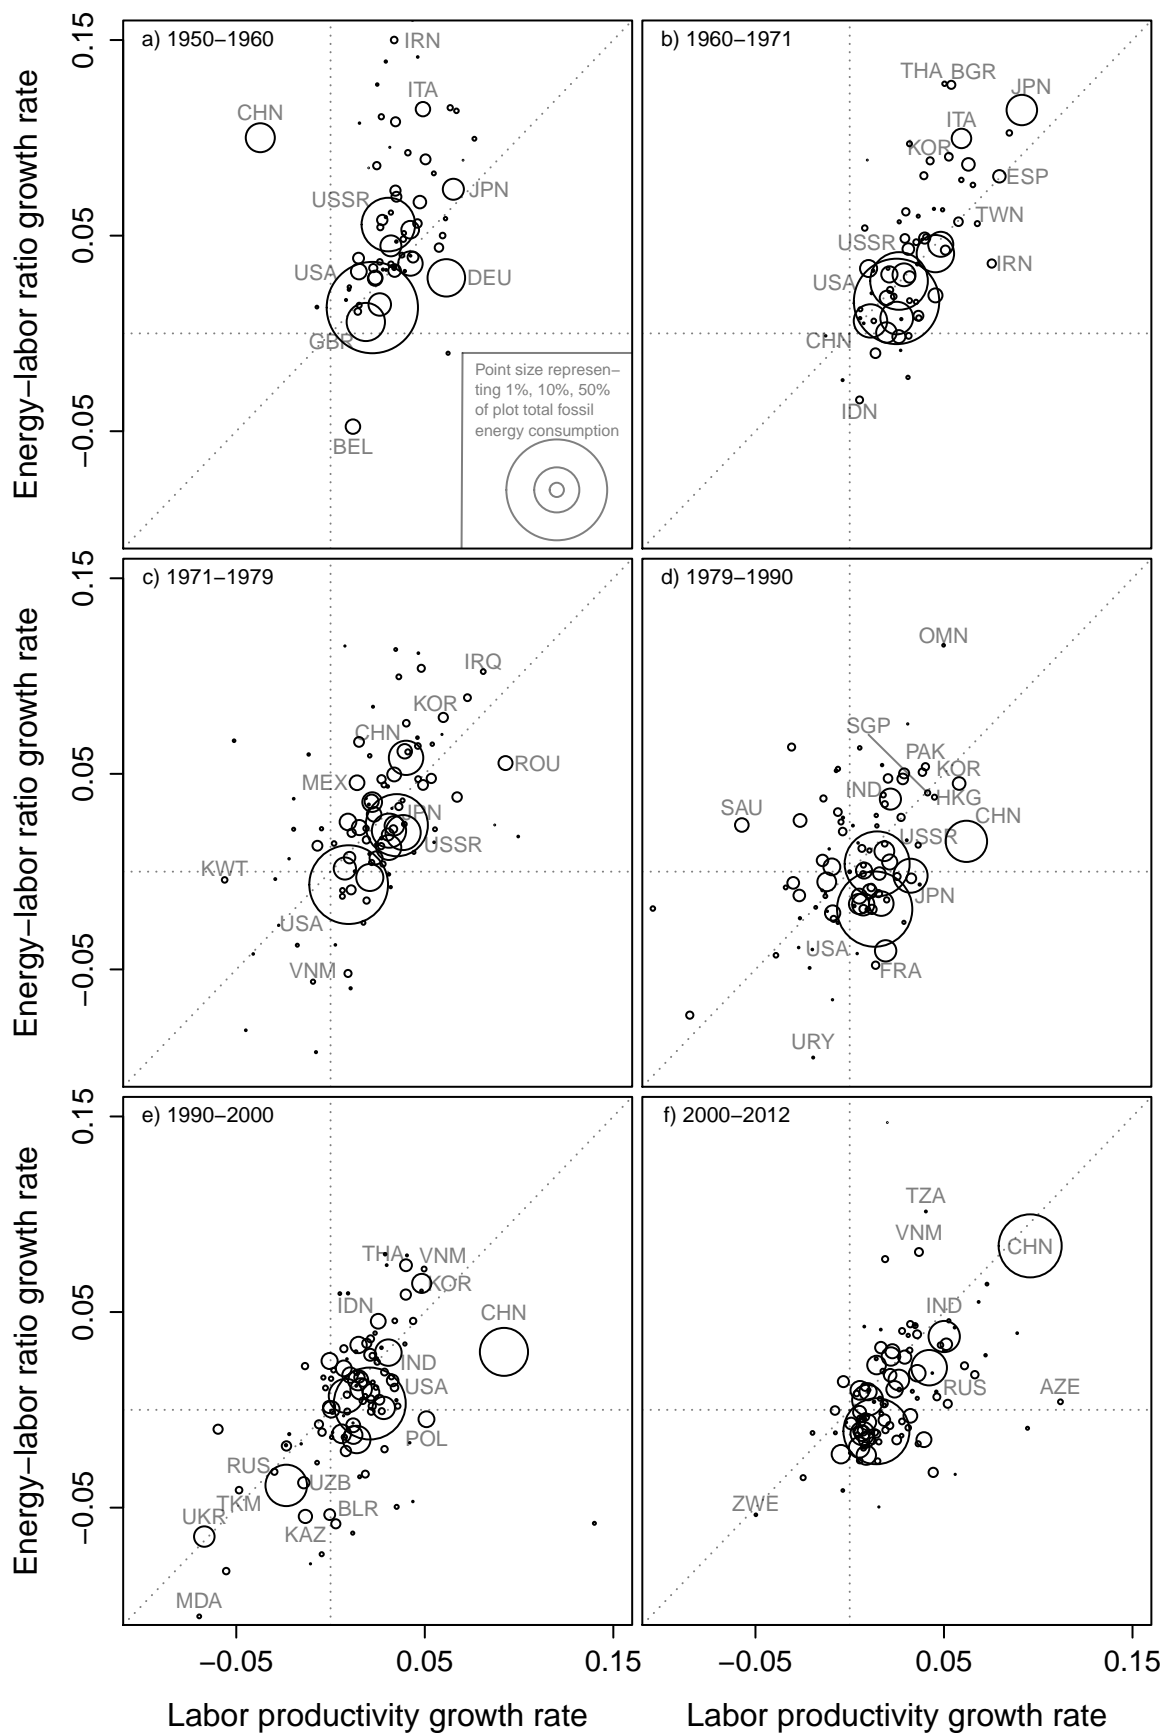 a) 1950−1960
IRN
ITA
CHN
USSR
JPN
USA
DEU
GBR
BEL
Point size represen−
ting 1%, 10%, 50%
of plot total fossil
energy consumption
0.15
0.05
−0.05
Energy−labor ratio growth rate
b) 1960−1971
THA BGR
JPN
ITA
KOR
ESP
TWN
USSR
IRN
USA
CHN
IDN
c) 1971−1979
IRQ
KOR
CHN
ROU
MEX
JPN
USSR
KWT
USA
VNM
0.15
0.05
−0.05
Energy−labor ratio growth rate
d) 1979−1990
OMN
SGP
PAK
KOR
IND
HKG
SAU
CHN
USSR
JPN
USA
FRA
URY
e) 1990−2000
THA VNM
KOR
IDN
CHN
IND
USA
POL
RUS
UZB
TKM
BLR
UKR
KAZ
MDA
0.15
0.05
−0.05
Energy−labor ratio growth rate
f) 2000−2012
TZA
VNM
CHN
IND
RUS
AZE
ZWE
−0.05 0.05 0.15
−0.05 0.05 0.15
Labor productivity growth rate
Labor productivity growth rate